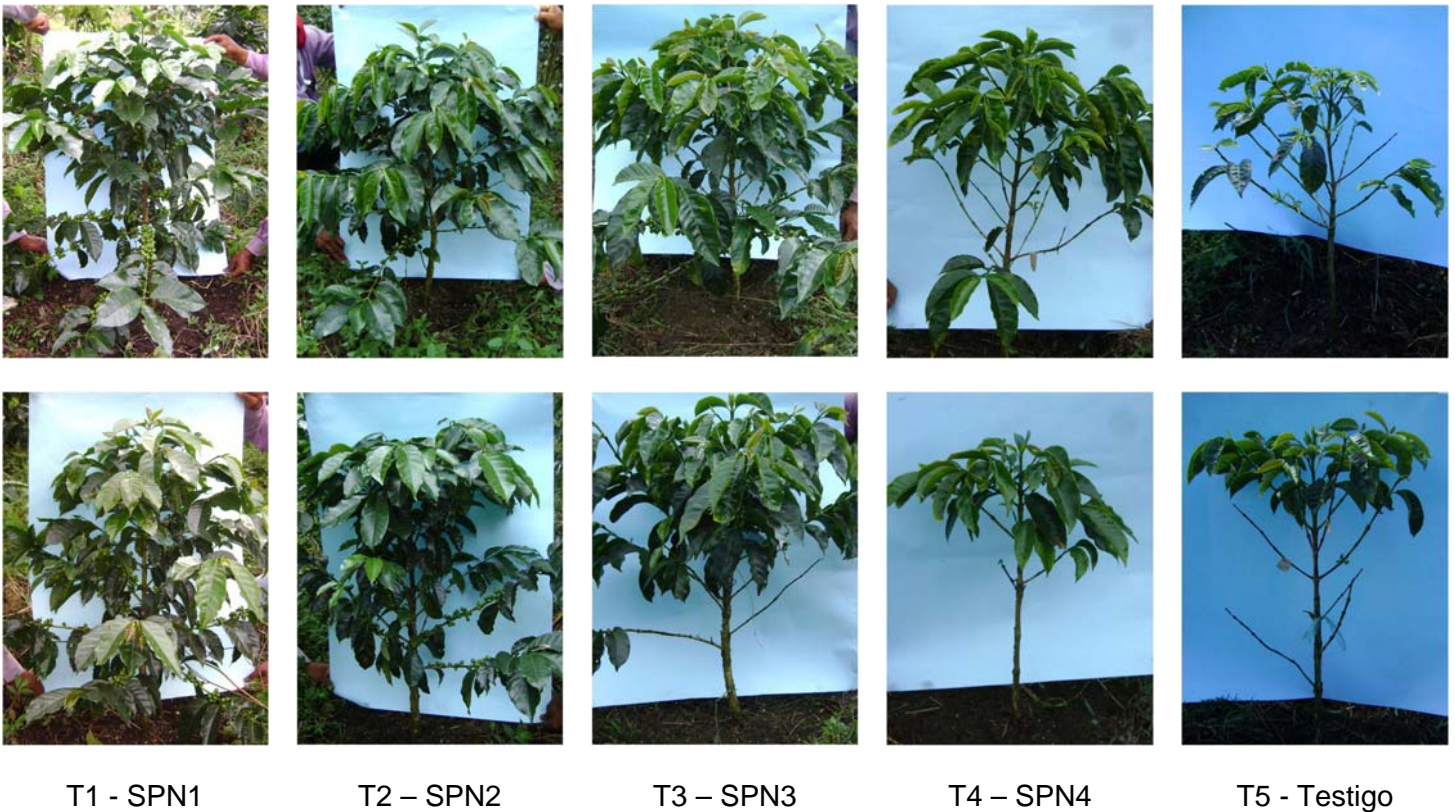 T1 - SPN1
T2 – SPN2
T3 – SPN3
T4 – SPN4
T5 - Testigo